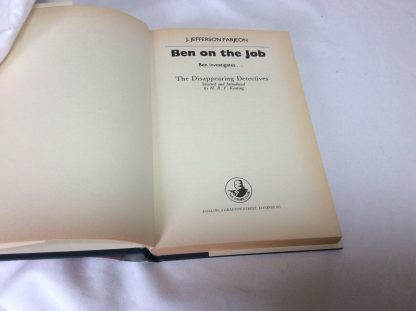 J. JEFFERSON FARJEON
Ben on the Job
Ben investigates . . .
The Disappearing Detectives
Selected and Introduced
by H. R. F. Keating
COLLINS, 8 GRAFTON STREET, LONDON W1